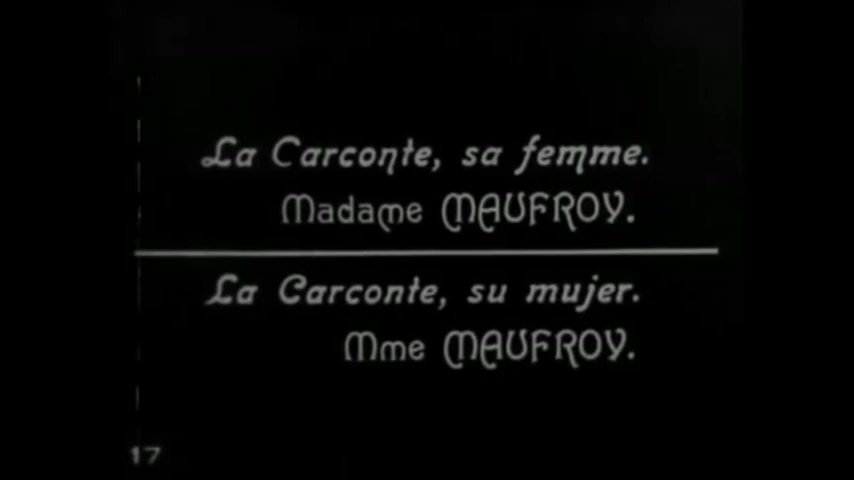 La Carconte, sa femme.
Madame MAUFROY.
La Carconte, su mujer.
Mme MAUFROY.
17